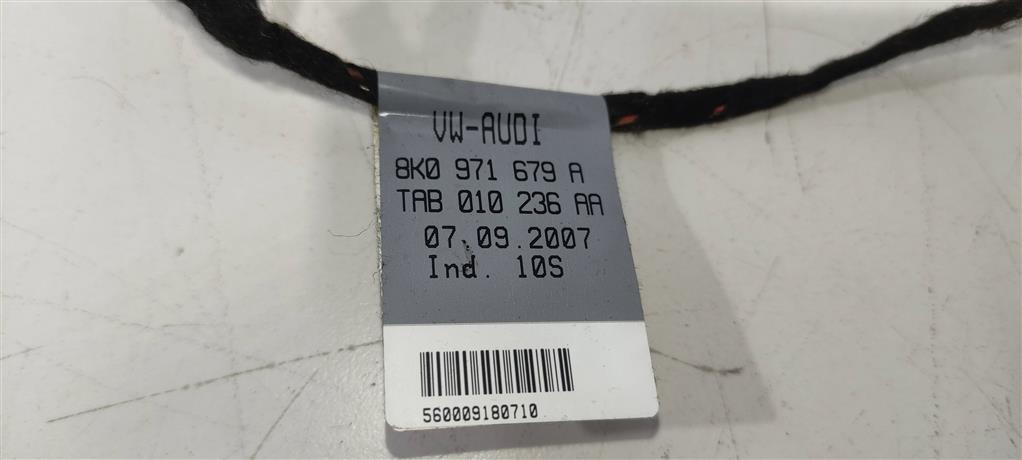 VW-AUDI
8K0 971 679 A
TAB 010 236 AA
07.09.2007
Ind. 10S
560009180710